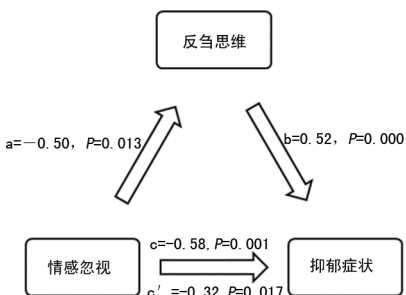 反刍思维
a=-0.50, P=0.013
b=0.52, P=0.000
c=-0.58, P=0.001
情感忽视
抑郁症状
c′=-0.32, P=0.017